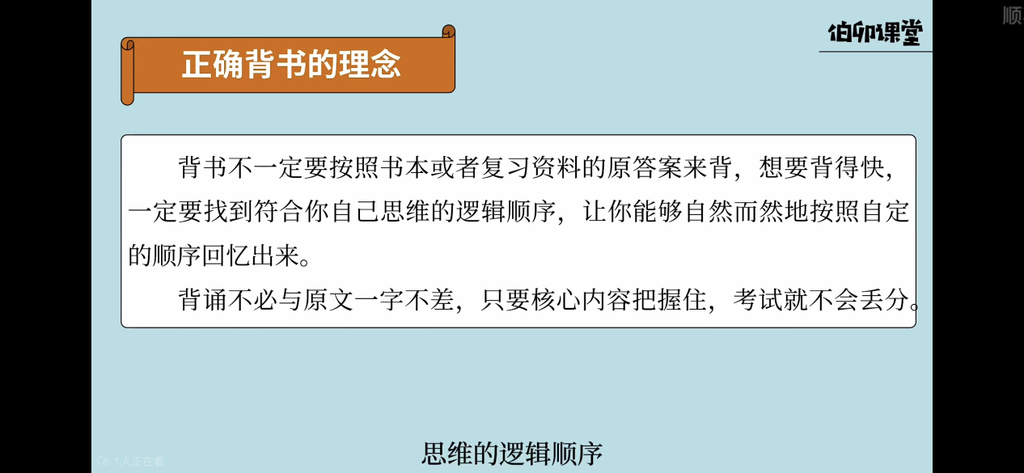 顺
伯卯课堂
正确背书的理念
背书不一定要按照书本或者复习资料的原答案来背，想要背得快，
一定要找到符合你自己思维的逻辑顺序，让你能够自然而然地按照自定
的顺序回忆出来。
背诵不必与原文一字不差，只要核心内容把握住，考试就不会丢分。
思维的逻辑顺序
1人正在看